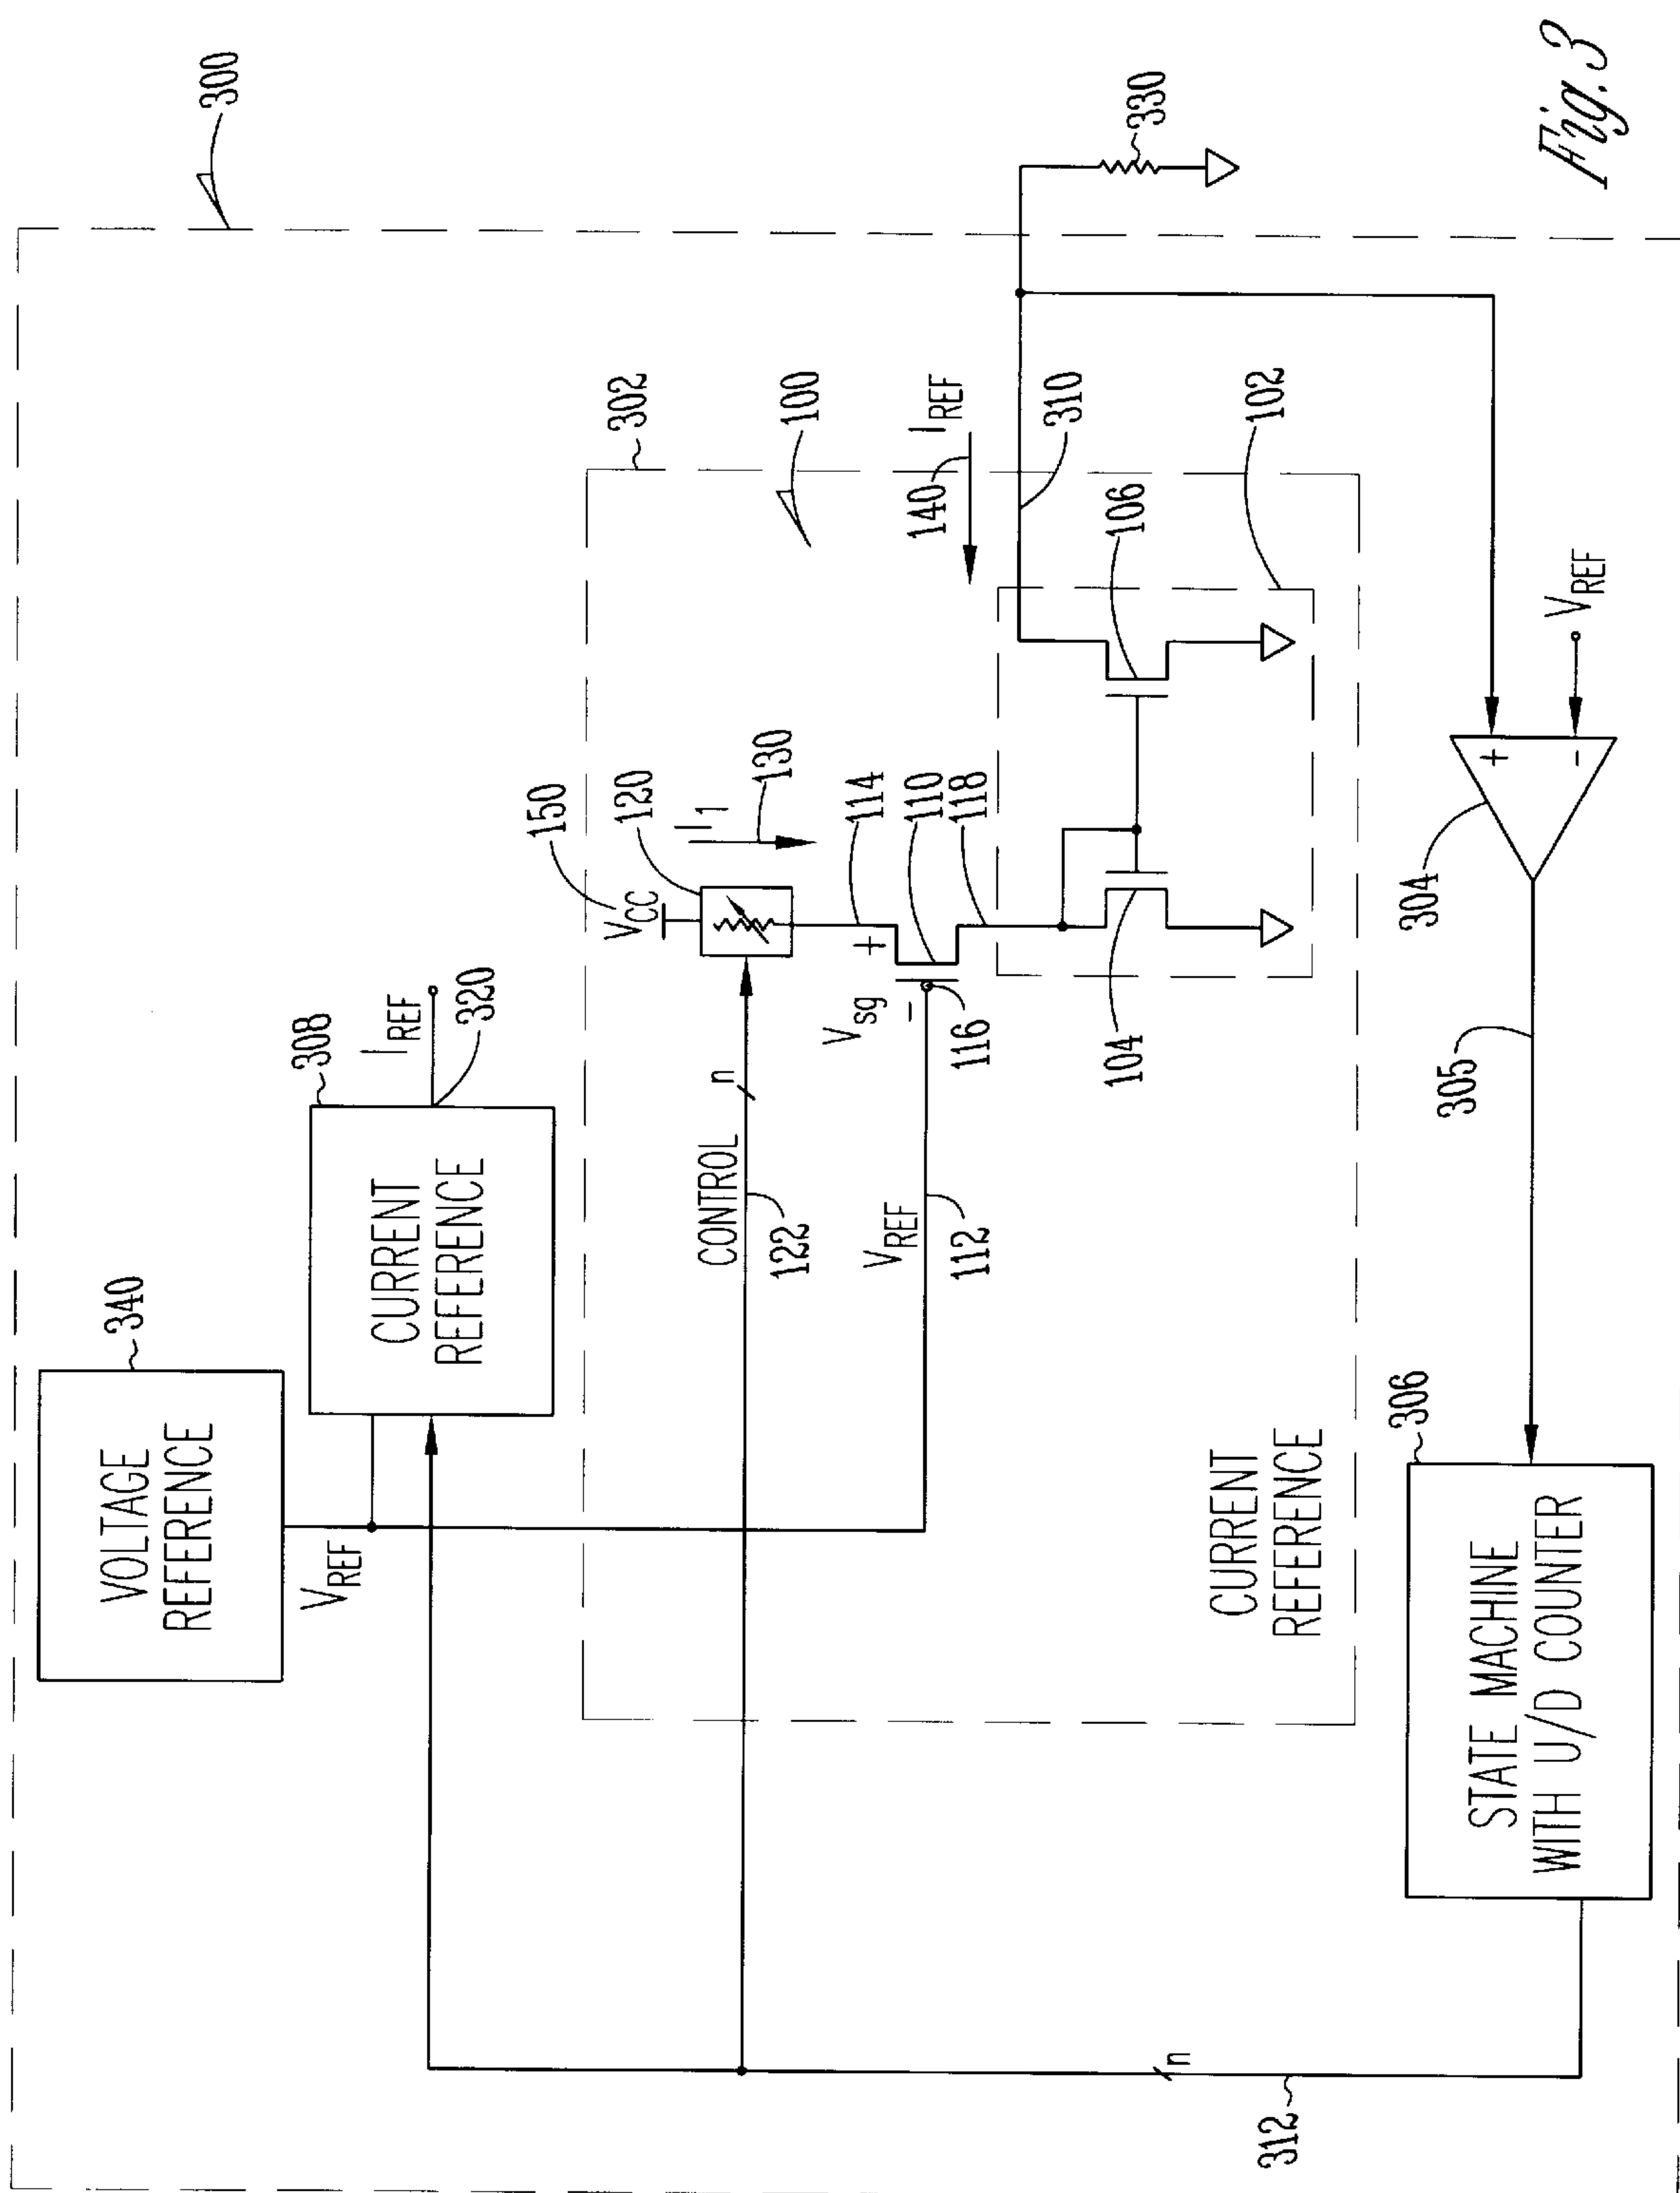 300
VOLTAGE
REFERENCE
340
VREF
CURRENT
REFERENCE
308
IREF
320
302
100
CONTROL
122
n
VCC
150
120
I1
130
VREF
112
Vsg
+
-
114
110
116
118
140
IREF
310
330
104
106
102
CURRENT
REFERENCE
STATE MACHINE
WITH U/D COUNTER
306
305
304
+
-
VREF
312
n
Fig. 3